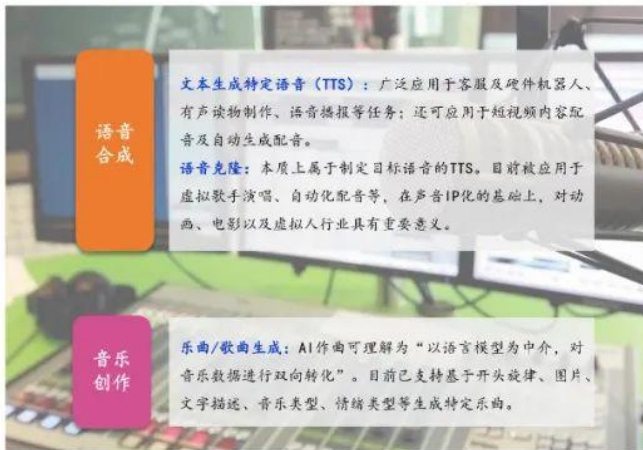 语音
合成
文本生成特定语音（TTS）：广泛应用于客服及硬件机器人、
有声读物制作、语音播报等任务；还可应用于短视频内容配
音及自动生成配音。
语音克隆：本质上属于制定目标语音的TTS。目前被应用于
虚拟歌手演唱、自动化配音等，在声音IP化的基础上，对动
画、电影以及虚拟人行业具有重要意义。
音乐
创作
乐曲/歌曲生成：AI作曲可理解为“以语言模型为中介，对
音乐数据进行双向转化”。目前已支持基于开头旋律、图片、
文字描述、音乐类型、情绪类型等生成特定乐曲。